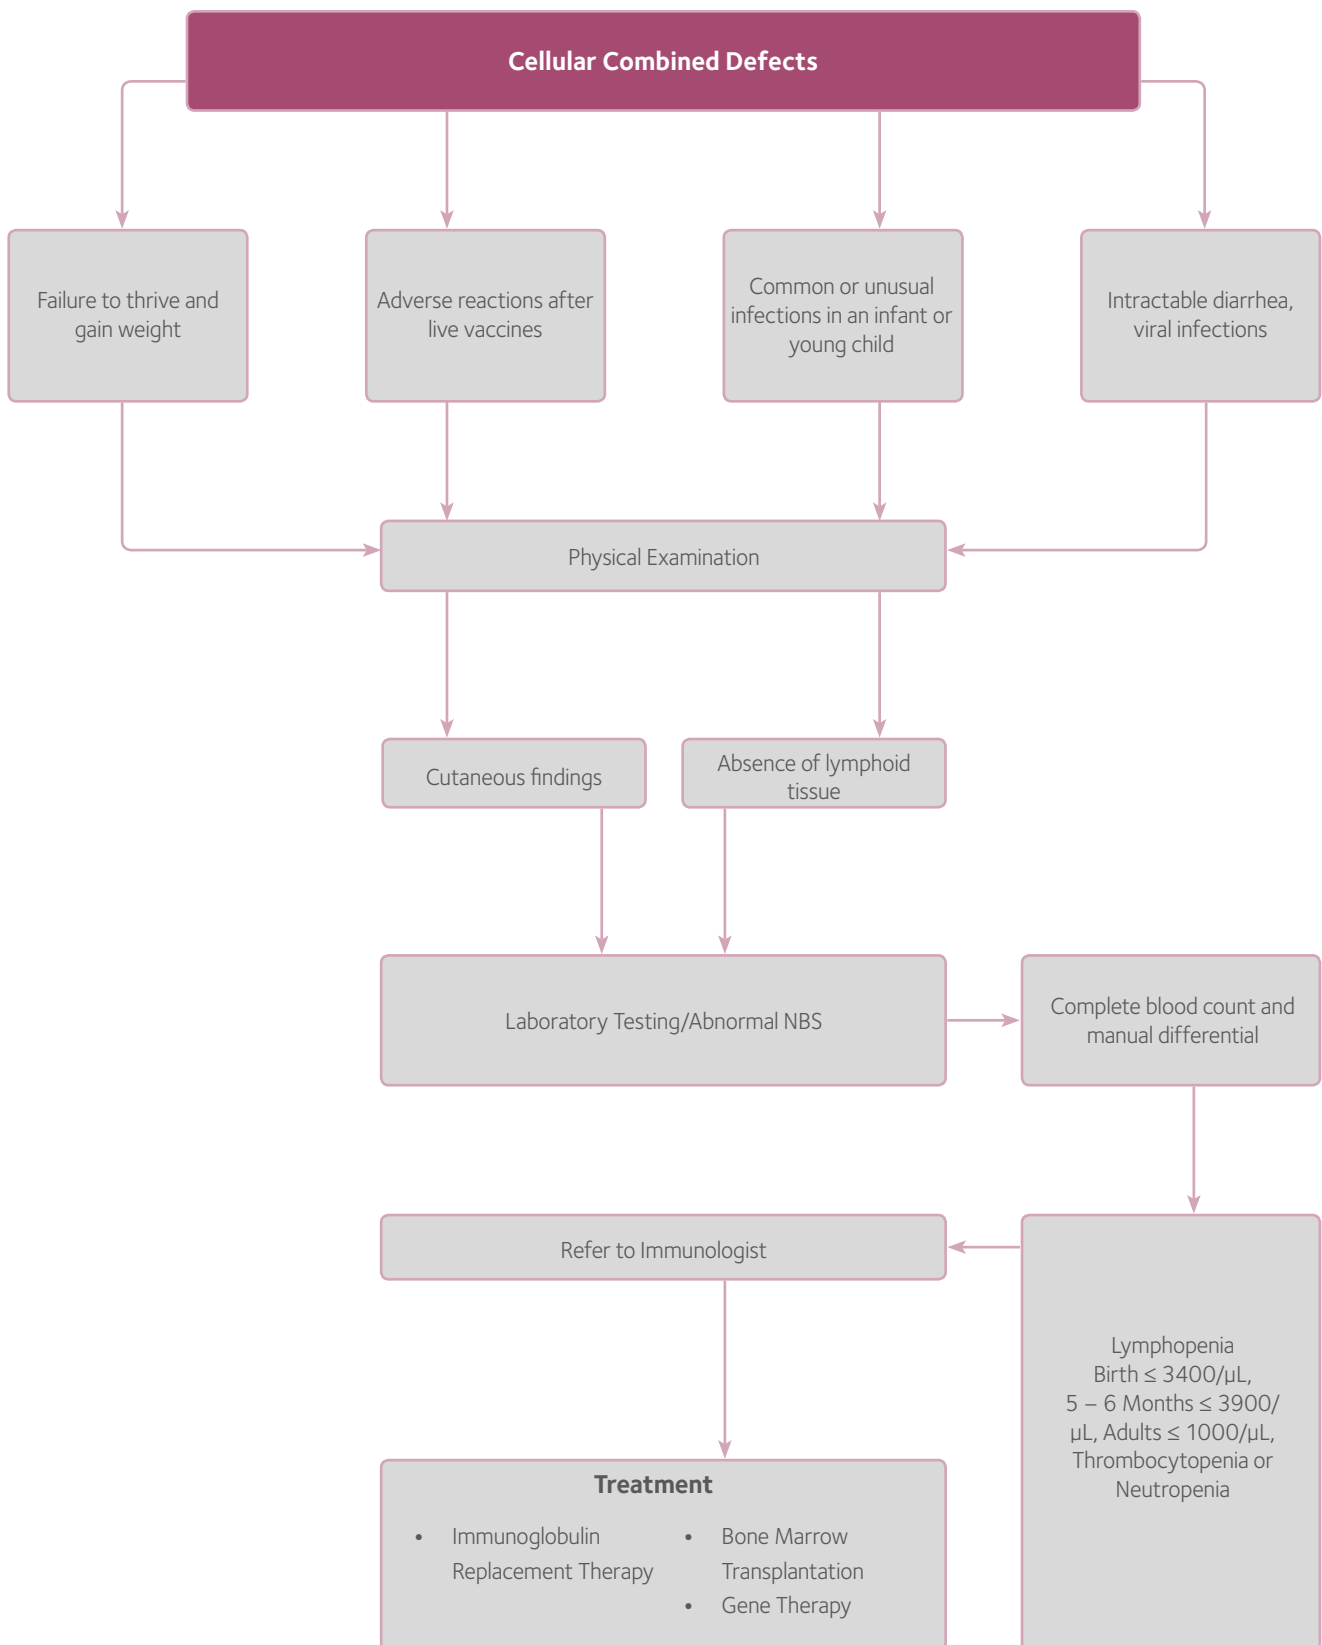 Cellular Combined Defects
Failure to thrive and
gain weight
Adverse reactions after
live vaccines
Common or unusual
infections in an infant or
young child
Intractable diarrhea,
viral infections
Physical Examination
Cutaneous findings
Absence of lymphoid
tissue
Laboratory Testing/Abnormal NBS
Complete blood count and
manual differential
Refer to Immunologist
Lymphopenia
Birth ≤ 3400/µL,
5 – 6 Months ≤ 3900/
µL, Adults ≤ 1000/µL,
Thrombocytopenia or
Neutropenia
Treatment
• Immunoglobulin
Replacement Therapy
• Bone Marrow
Transplantation
• Gene Therapy